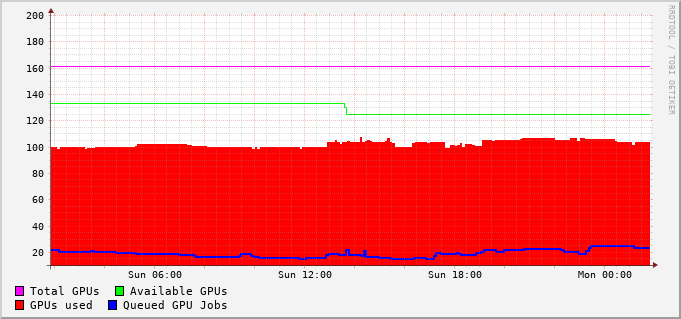 200
180
160
140
120
100
80
60
40
20
Sun 06:00 Sun 12:00 Sun 18:00 Mon 00:00
Total GPUs Available GPUs
GPUs used Queued GPU Jobs
RRDTOOL / TOBI OETIKER